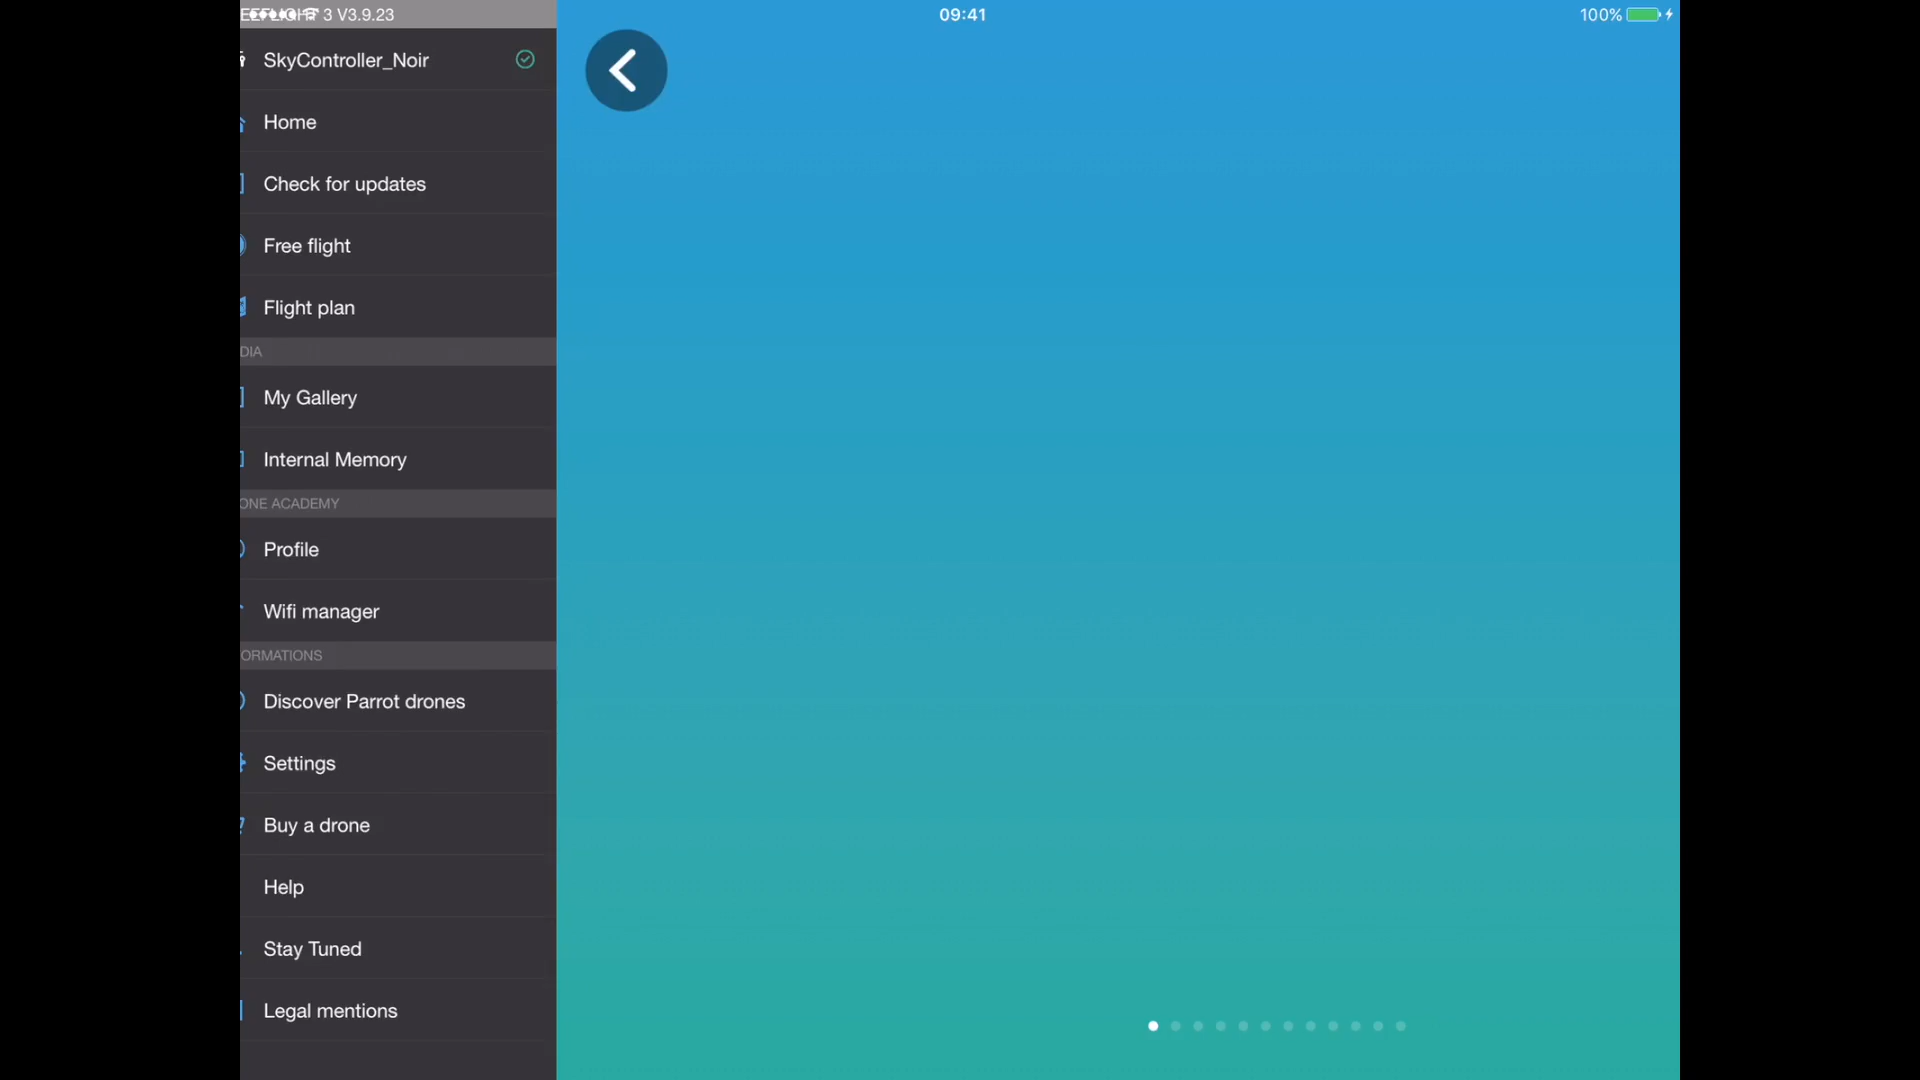 3 V3.9.23
09:41
100%
SkyController_Noir
Home
Check for updates
Free flight
Flight plan
DIA
My Gallery
Internal Memory
ONE ACADEMY
Profile
Wifi manager
ORMATIONS
Discover Parrot drones
Settings
Buy a drone
Help
Stay Tuned
Legal mentions